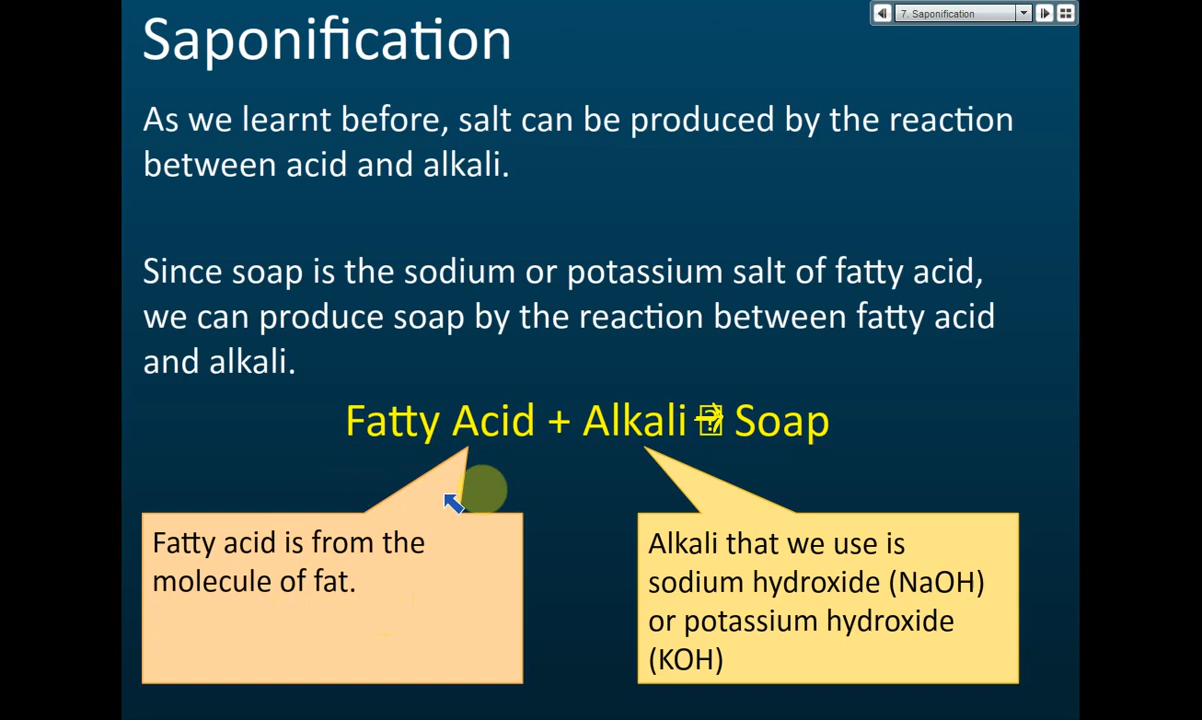 7. Saponification
Saponification
As we learnt before, salt can be produced by the reaction
between acid and alkali.
Since soap is the sodium or potassium salt of fatty acid,
we can produce soap by the reaction between fatty acid
and alkali.
Fatty Acid + Alkali → Soap
Fatty acid is from the
molecule of fat.
Alkali that we use is
sodium hydroxide (NaOH)
or potassium hydroxide
(KOH)